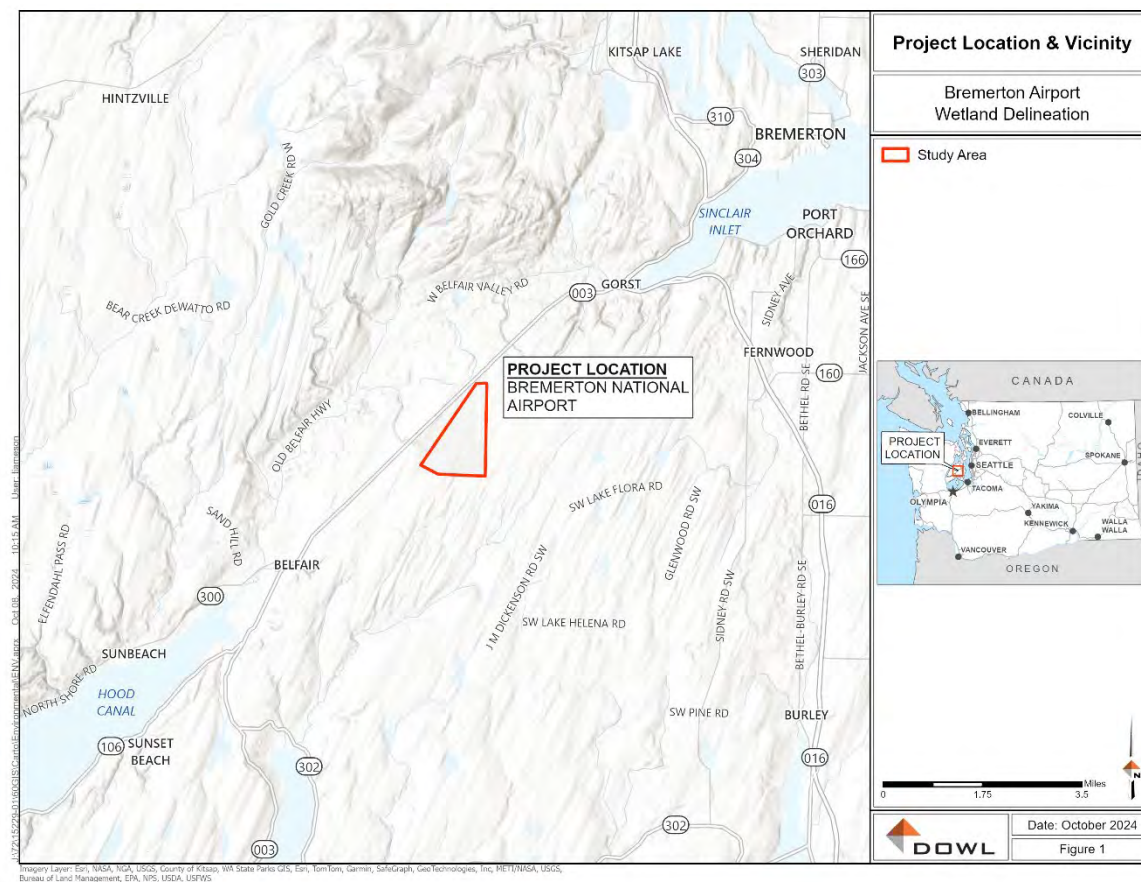 KITSAP LAKE
SHERIDAN
303
HINTZVILLE
310
BREMERTON
304
GOLD CREEK RD W
SINCLAIR
INLET
PORT
ORCHARD
166
W BELFAIR VALLEY RD
GORST
003
SIDNEY AVE
JACKSON AVE SE
BEAR CREEK DEWATTO RD
FERNWOOD
160
PROJECT LOCATION
BREMERTON NATIONAL
AIRPORT
BETHEL RD SE
OLD BELFAIR HWY
SW LAKE FLORA RD
GLENWOOD RD SW
016
SAND HILL RD
ELFENDAHL PASS RD
BELFAIR
300
J M DICKENSON RD SW
SW LAKE HELENA RD
SIDNEY RD SW
BETHEL-BURLEY RD SE
SUNBEACH
NORTH SHORE RD
HOOD
CANAL
SW PINE RD
BURLEY
106
SUNSET
BEACH
016
302
302
003
Project Location & Vicinity
Bremerton Airport
Wetland Delineation
Study Area
CANADA
BELLINGHAM
COLVILLE
PROJECT
LOCATION
EVERETT
SEATTLE
SPOKANE
TACOMA
OLYMPIA
YAKIMA
KENNEWICK
WALLA
WALLA
VANCOUVER
OREGON
N
Miles
0 1.75 3.5
DOWL
Date: October 2024
Figure 1
Imagery Layer: Esri, NASA, NGA, USGS, County of Kitsap, WA State Parks GIS, Esri, TomTom, Garmin, SafeGraph, GeoTechnologies, Inc, METI/NASA, USGS,
Bureau of Land Management, EPA, NPS, USDA, USFWS